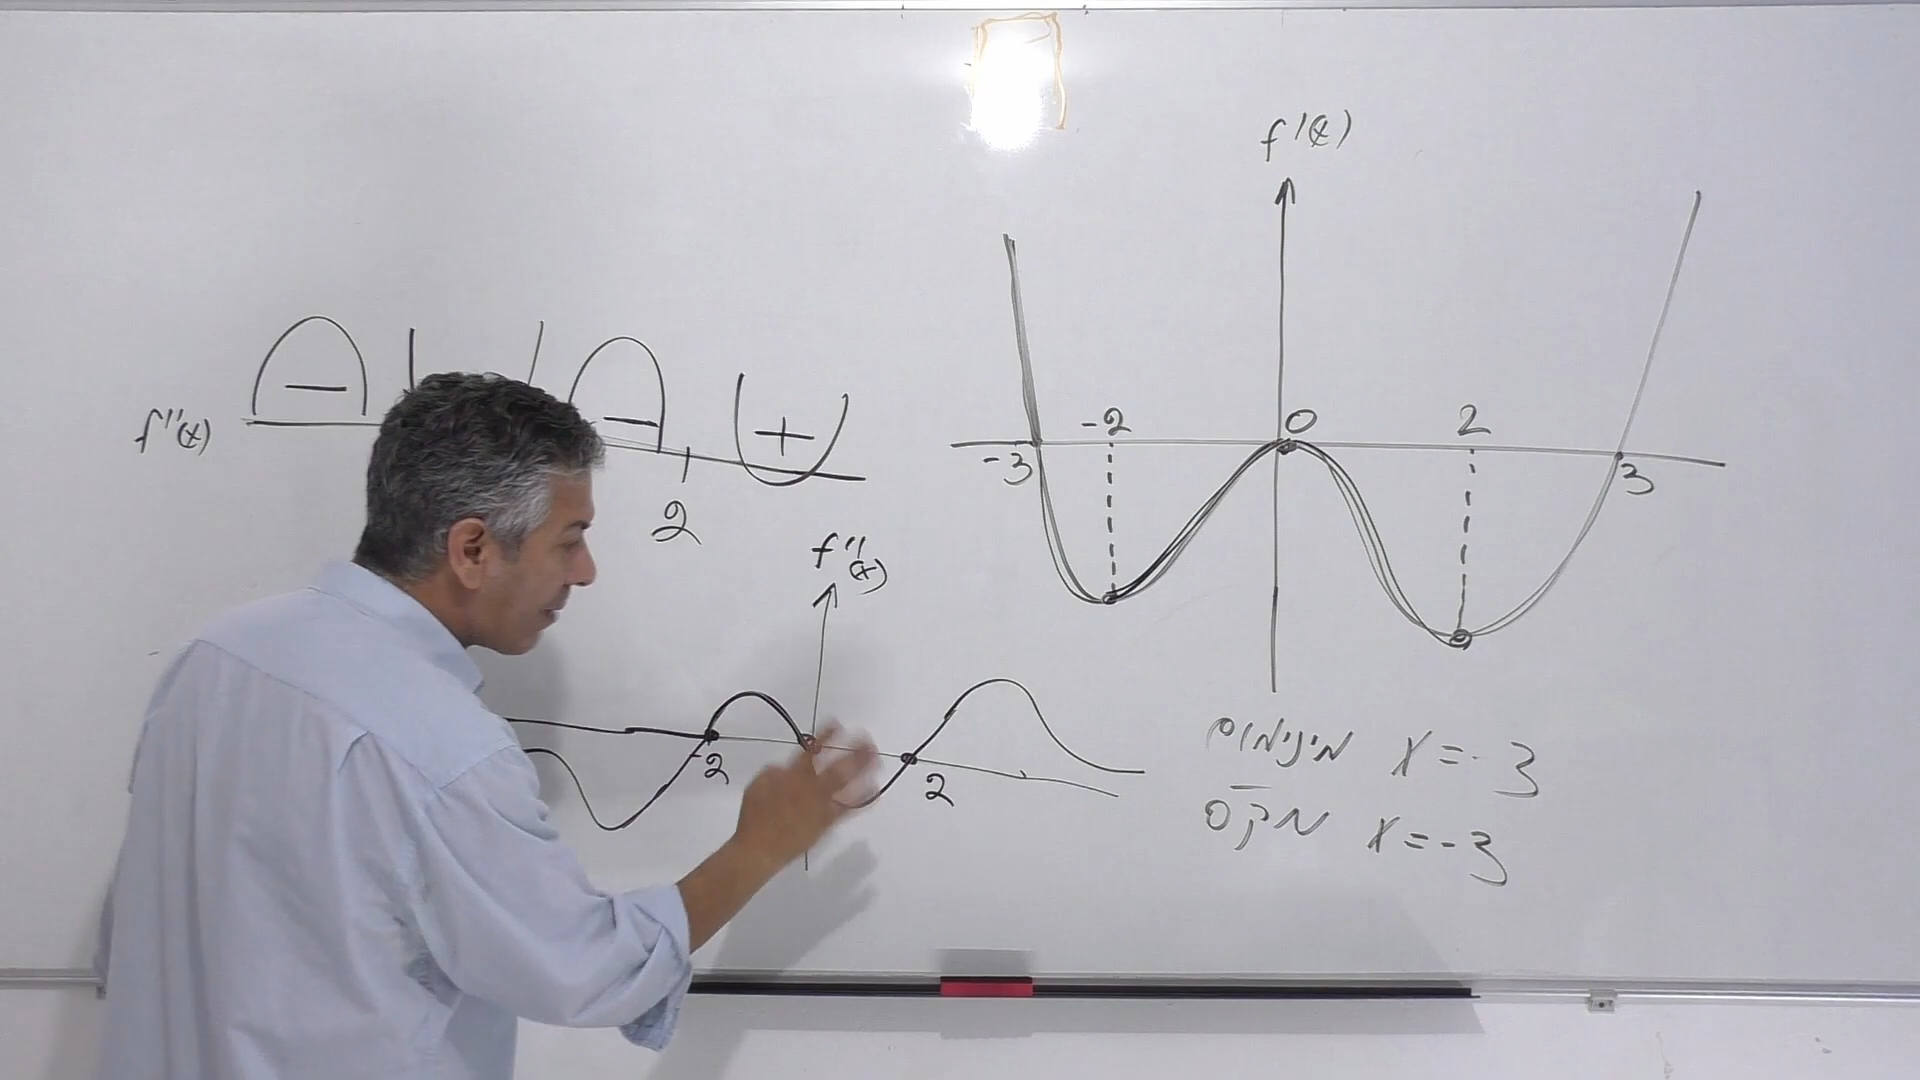 f'(x)
− − +
f''(x)
2
-2 0 2
-3 3
f''(x)
-2 2
מינימום x = 3
מקס x = -3